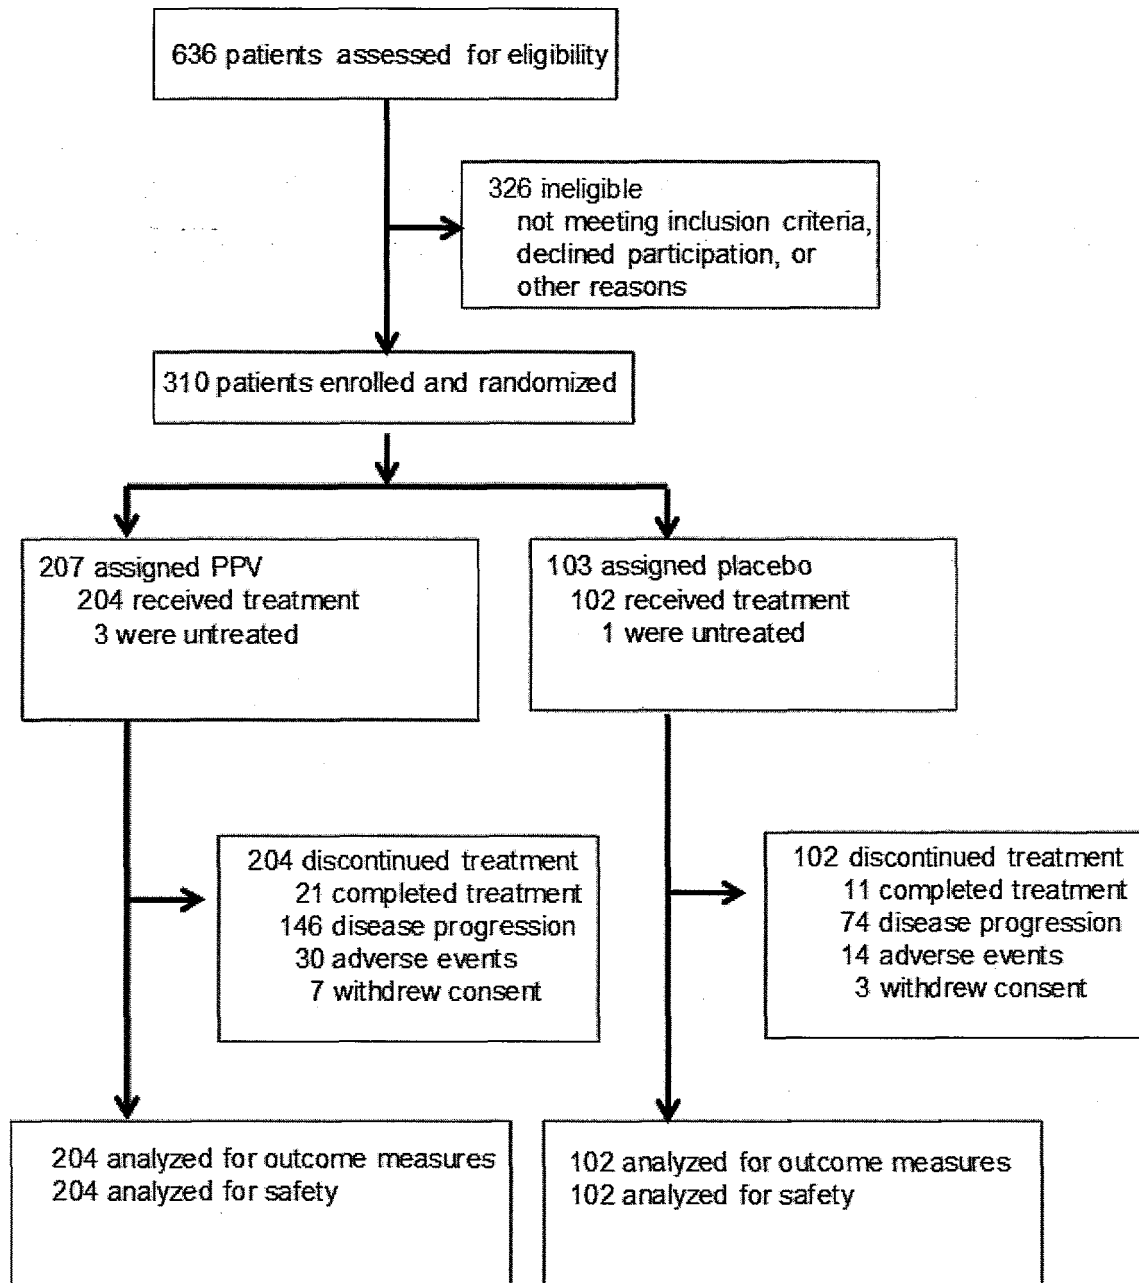 636 patients assessed for eligibility
326 ineligible
not meeting inclusion criteria,
declined participation, or
other reasons
310 patients enrolled and randomized
207 assigned PPV
204 received treatment
3 were untreated
103 assigned placebo
102 received treatment
1 were untreated
204 discontinued treatment
21 completed treatment
146 disease progression
30 adverse events
7 withdrew consent
102 discontinued treatment
11 completed treatment
74 disease progression
14 adverse events
3 withdrew consent
204 analyzed for outcome measures
204 analyzed for safety
102 analyzed for outcome measures
102 analyzed for safety